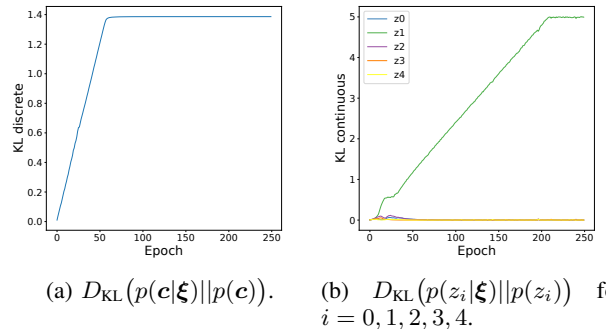 1.4
1.2
1.0
0.8
0.6
0.4
0.2
0.0
KL discrete
0 50 100 150 200 250
Epoch
5
4
3
2
1
0
KL continuous
z0
z1
z2
z3
z4
0 50 100 150 200 250
Epoch
(a) D_KL(p(c|ξ)||p(c)).
(b) D_KL(p(z_i|ξ)||p(z_i))
i = 0, 1, 2, 3, 4.